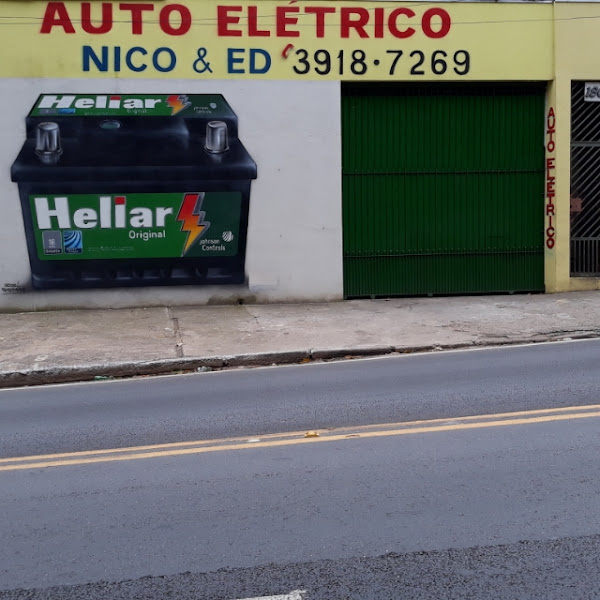 AUTO ELÉTRICO
NICO & ED 3918·7269
Heliar
Heliar
Original
Johnson
Controls
AUTO ELÉTRICO